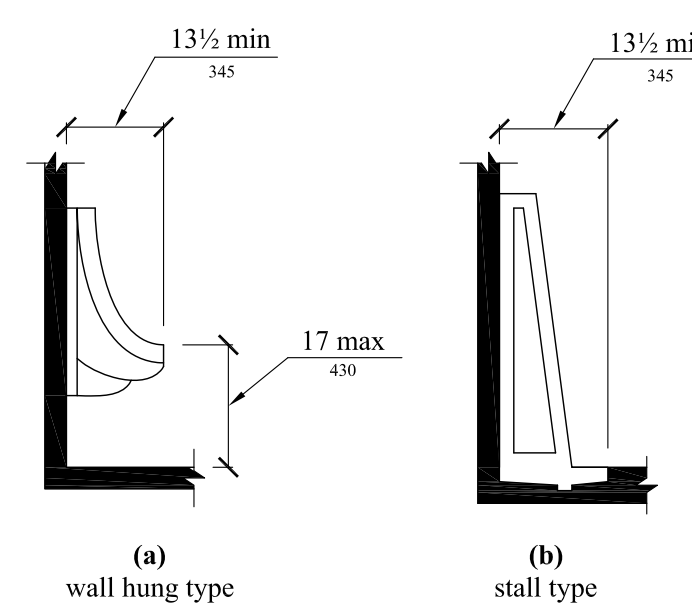 13½ min
345
13½ mi
345
17 max
430
(a)
wall hung type
(b)
stall type